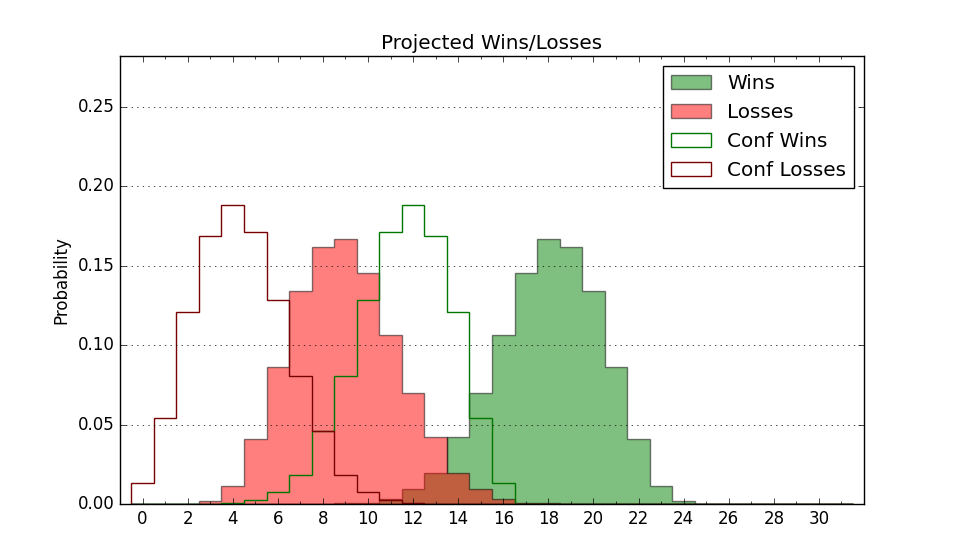 Projected Wins/Losses
Wins
Losses
Conf Wins
Conf Losses
Probability
0.25
0.20
0.15
0.10
0.05
0.00
0 2 4 6 8 10 12 14 16 18 20 22 24 26 28 30